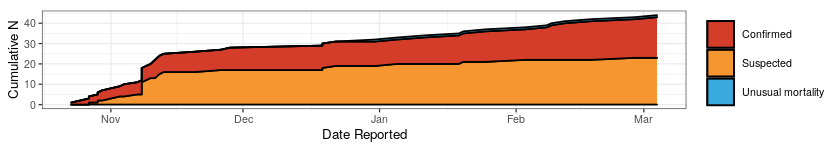 Cumulative N
40
30
20
10
0
Nov
Dec
Jan
Feb
Mar
Date Reported
Confirmed
Suspected
Unusual mortality